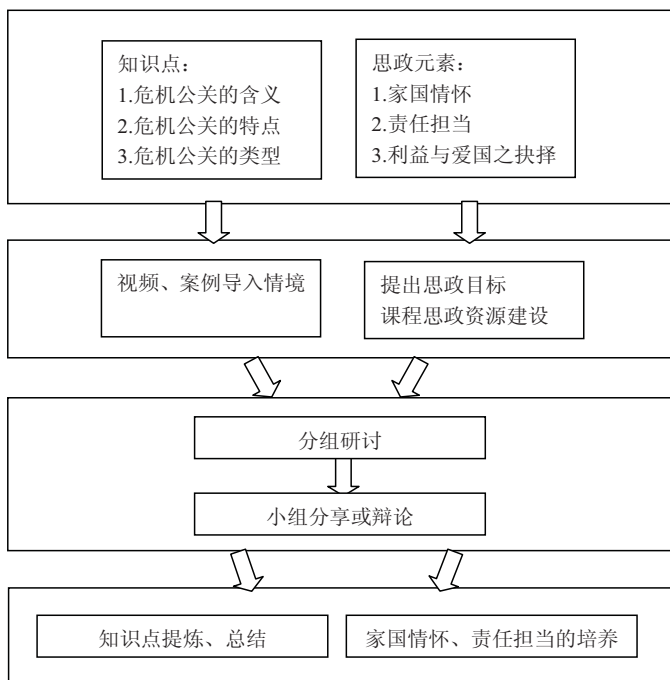 知识点：
1.危机公关的含义
2.危机公关的特点
3.危机公关的类型
思政元素：
1.家国情怀
2.责任担当
3.利益与爱国之抉择
视频、案例导入情境
提出思政目标
课程思政资源建设
分组研讨
小组分享或辩论
知识点提炼、总结
家国情怀、责任担当的培养